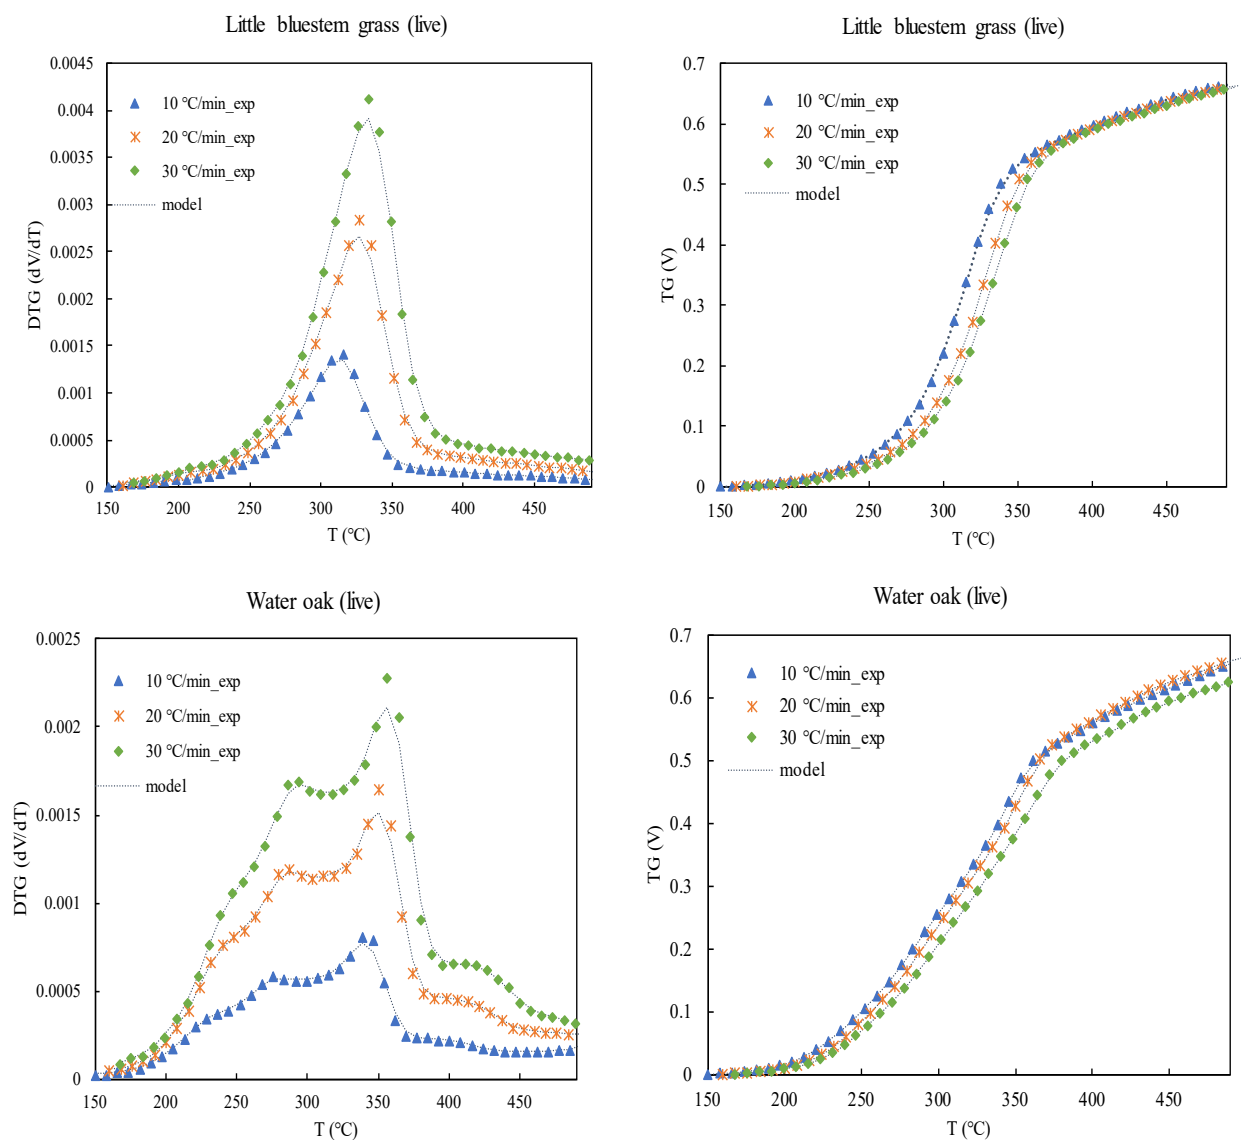 Little bluestem grass (live)
0.0045
0.004
0.0035
0.003
0.0025
0.002
0.0015
0.001
0.0005
0
DTG (dV/dT)
10 °C/min_exp
20 °C/min_exp
30 °C/min_exp
model
150 200 250 300 350 400 450
T (°C)
Little bluestem grass (live)
0.7
0.6
0.5
0.4
0.3
0.2
0.1
0
TG (V)
10 °C/min_exp
20 °C/min_exp
30 °C/min_exp
model
150 200 250 300 350 400 450
T (°C)
Water oak (live)
0.0025
0.002
0.0015
0.001
0.0005
0
DTG (dV/dT)
10 °C/min_exp
20 °C/min_exp
30 °C/min_exp
model
150 200 250 300 350 400 450
T (°C)
Water oak (live)
0.7
0.6
0.5
0.4
0.3
0.2
0.1
0
TG (V)
10 °C/min_exp
20 °C/min_exp
30 °C/min_exp
model
150 200 250 300 350 400 450
T (°C)